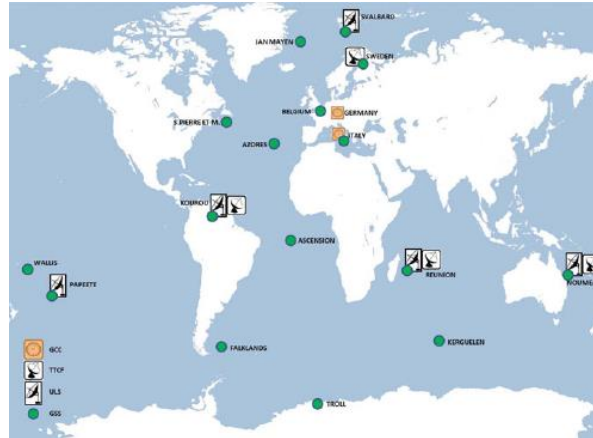 SVALBARD
JAN MAYEN
SWEDEN
BELGIUM
GERMANY
S.PIERRE ET M.
ITALY
AZORES
KOUROU
ASCENSION
WALLIS
REUNION
PAPEETE
NOUMEA
KERGUELEN
FALKLANDS
GCC
TTCF
ULS
GSS
TROLL